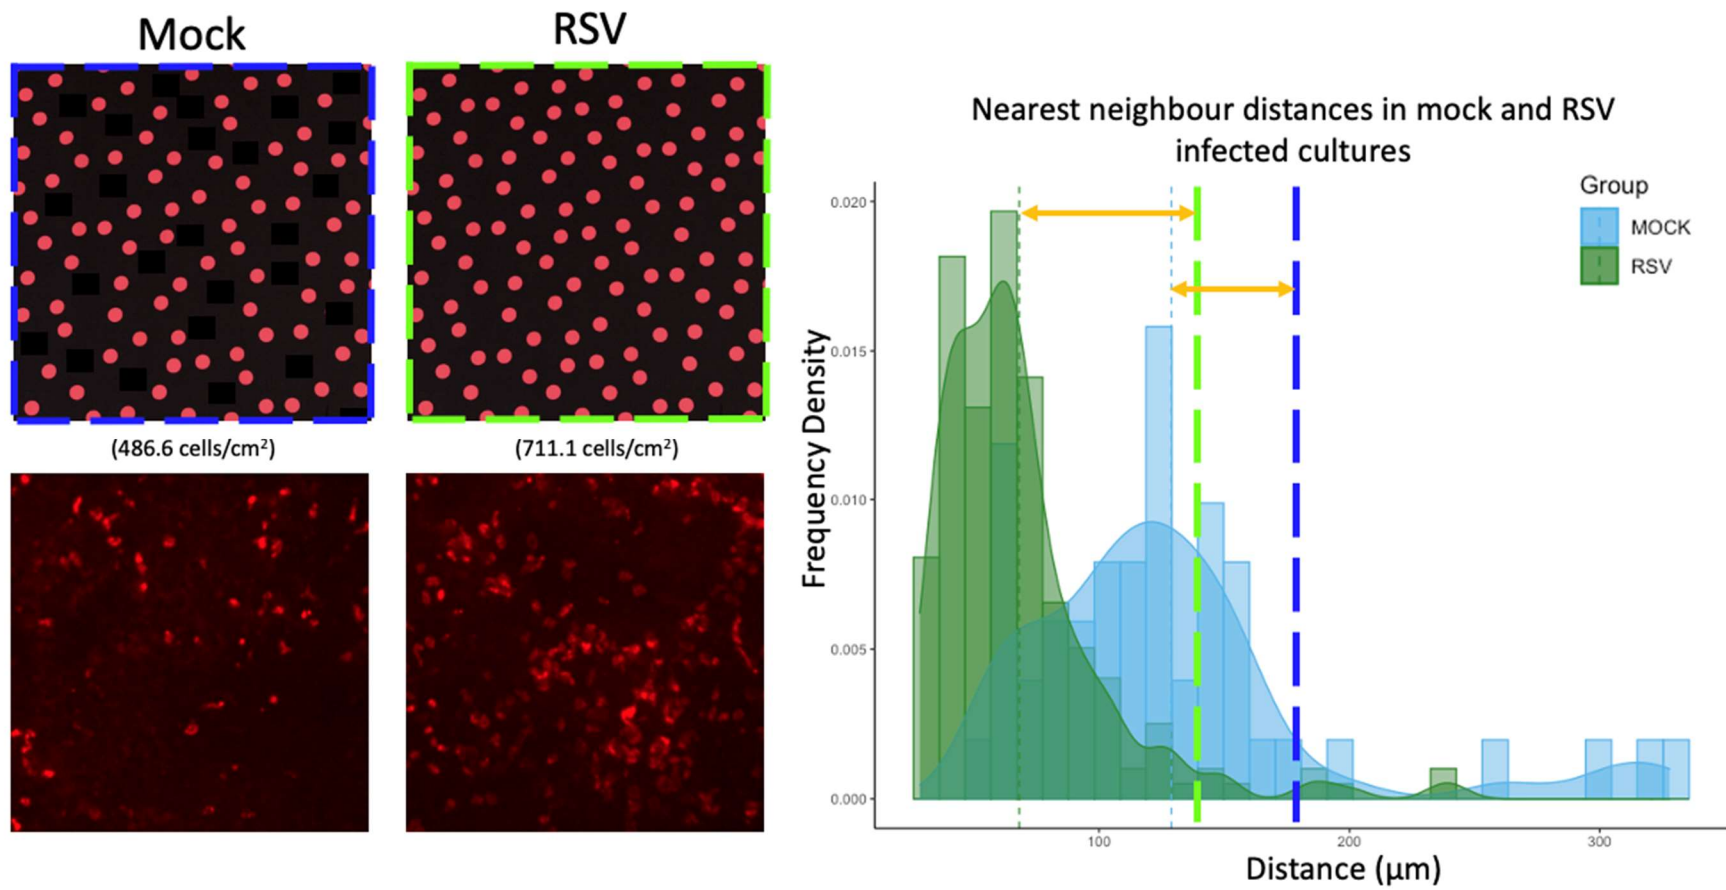 Mock
RSV
(486.6 cells/cm²)
(711.1 cells/cm²)
Nearest neighbour distances in mock and RSV
infected cultures
Group
MOCK
RSV
Frequency Density
0.020
0.015
0.010
0.005
0.000
100
200
300
Distance (µm)